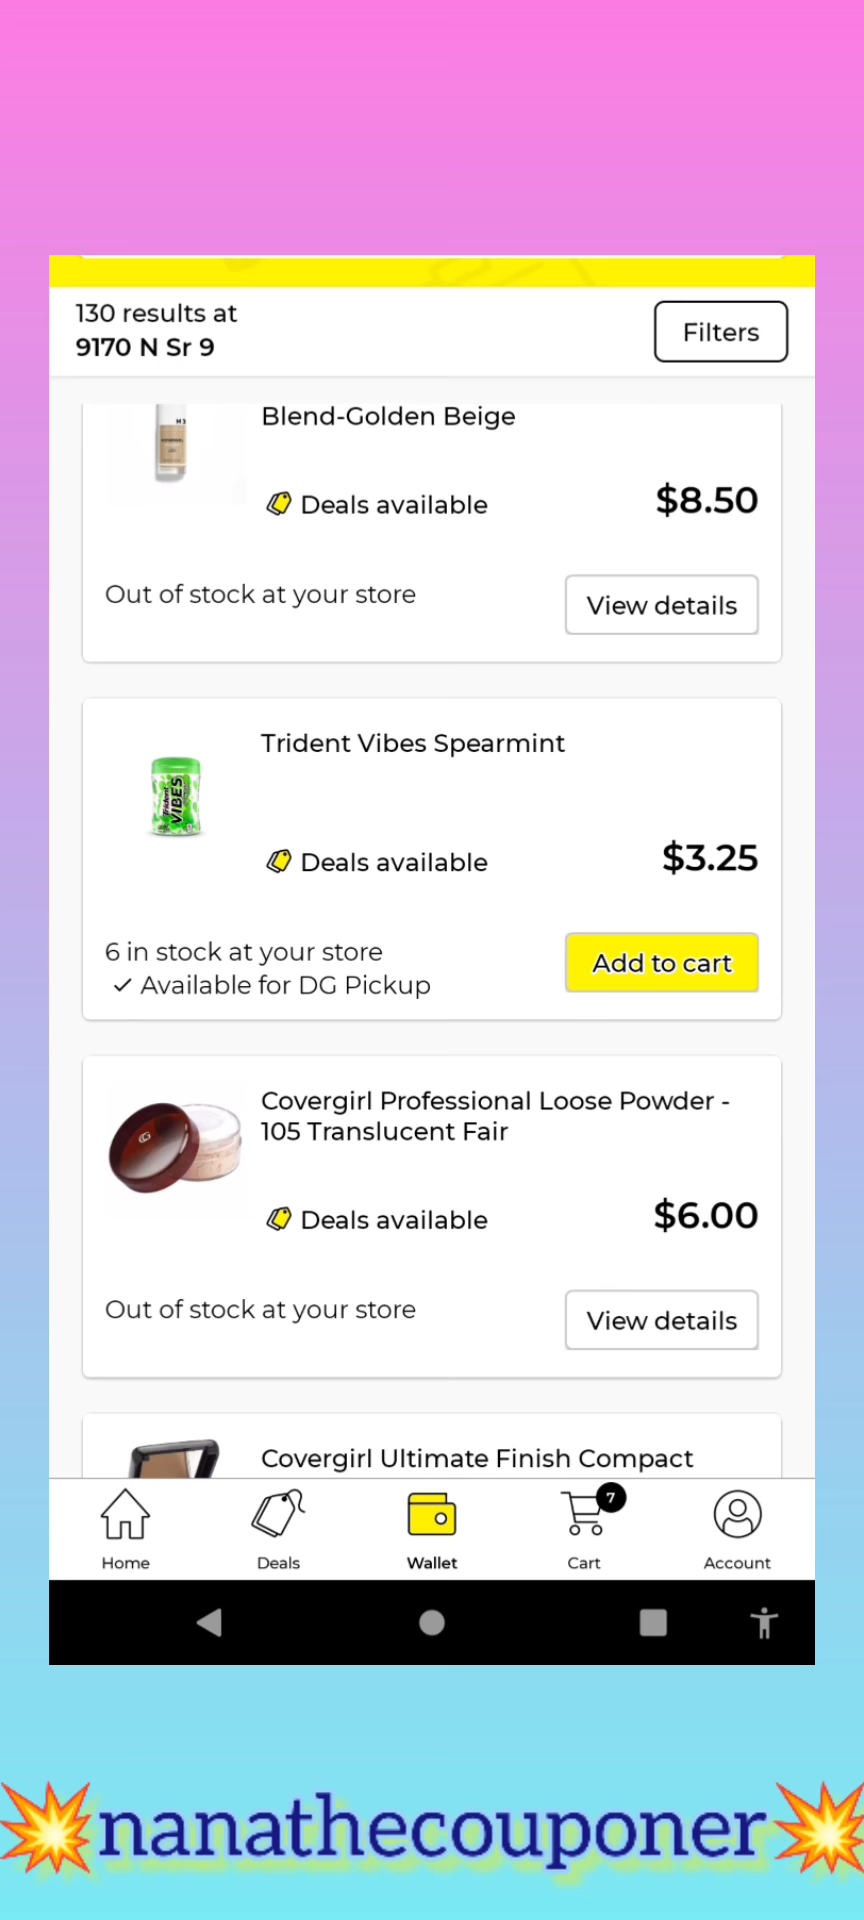 130 results at
9170 N Sr 9
Filters
Blend-Golden Beige
Deals available
$8.50
Out of stock at your store
View details
Trident Vibes Spearmint
Trident
VIBES
Deals available
$3.25
6 in stock at your store
Available for DG Pickup
Add to cart
Covergirl Professional Loose Powder -
105 Translucent Fair
Deals available
$6.00
Out of stock at your store
View details
Covergirl Ultimate Finish Compact
7
Home
Deals
Wallet
Cart
Account
nanathecouponer